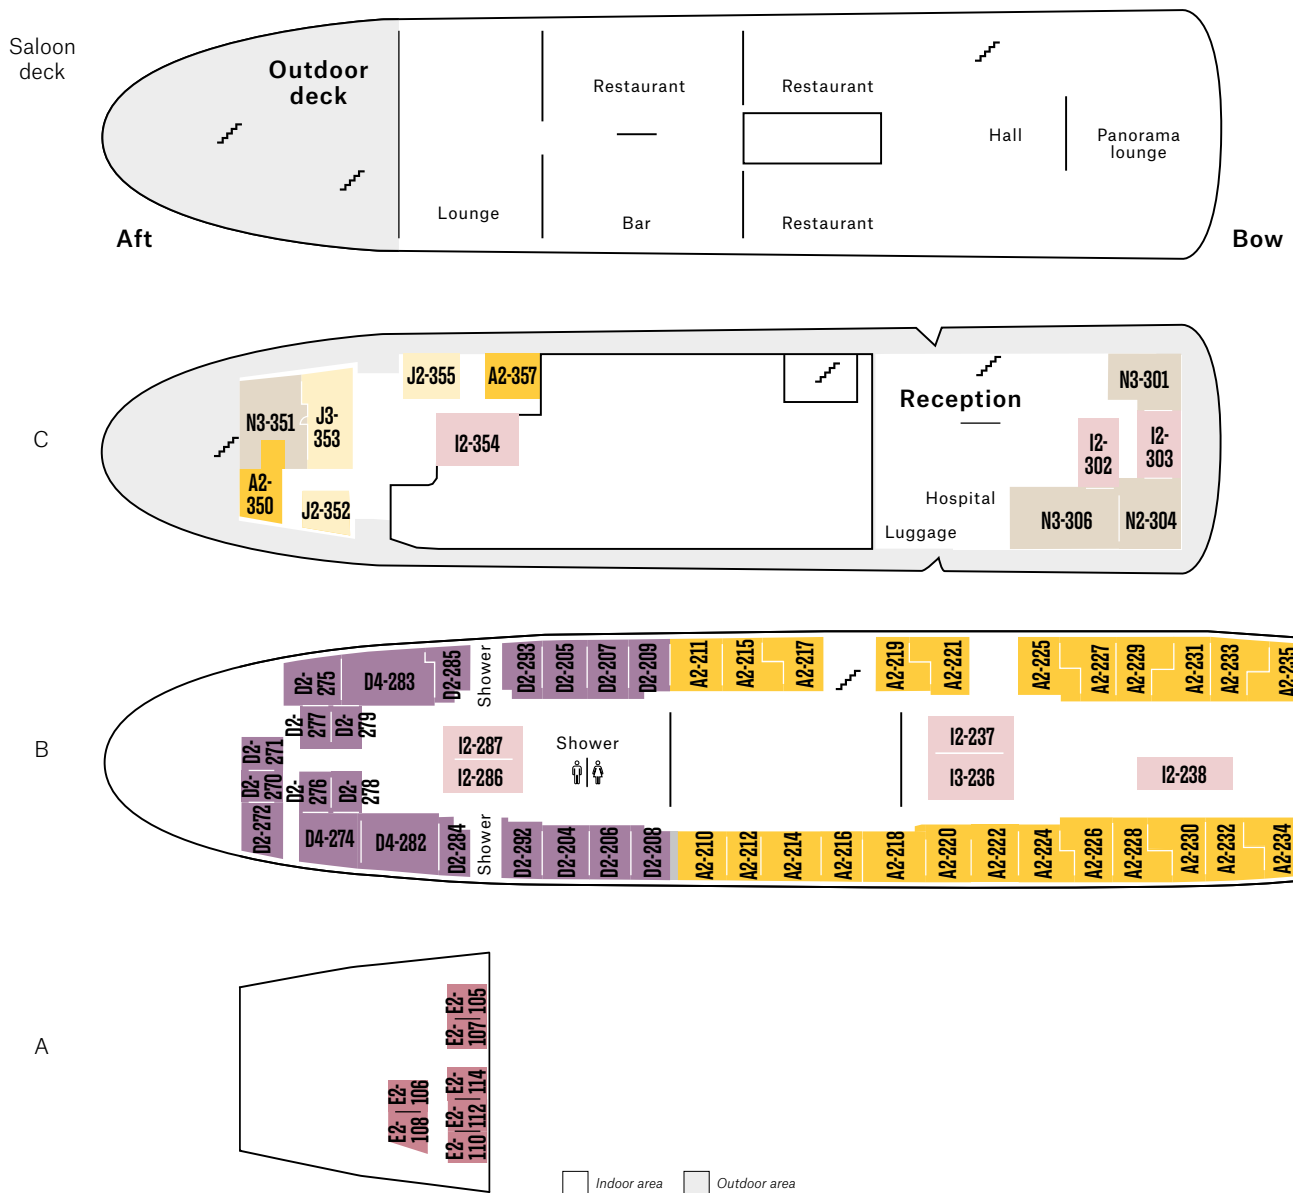 Saloon
deck
Outdoor
deck
Restaurant
Restaurant
Hall
Panorama
lounge
Lounge
Bar
Restaurant
Aft
Bow
C
J2-355
A2-357
N3-351
J3-
353
I2-354
A2-
350
J2-352
Reception
N3-301
I2-
302
I2-
303
Hospital
Luggage
N3-306
N2-304
B
D2-
275
D4-283
D2-285
Shower
D2-293
D2-205
D2-207
D2-209
A2-211
A2-215
A2-217
A2-219
A2-221
A2-225
A2-227
A2-229
A2-231
A2-233
A2-235
D2-
277
D2-
279
D2-
271
D2-
270
D2-
276
D2-
278
D2-272
I2-287
I2-286
Shower
I2-237
I3-236
I2-238
D4-274
D4-282
D2-284
Shower
D2-292
D2-204
D2-206
D2-208
A2-210
A2-212
A2-214
A2-216
A2-218
A2-220
A2-222
A2-224
A2-226
A2-228
A2-230
A2-232
A2-234
A
E2-
107
E2-
105
E2-
108
E2-
106
E2-
110
E2-
112
E2-
114
Indoor area
Outdoor area